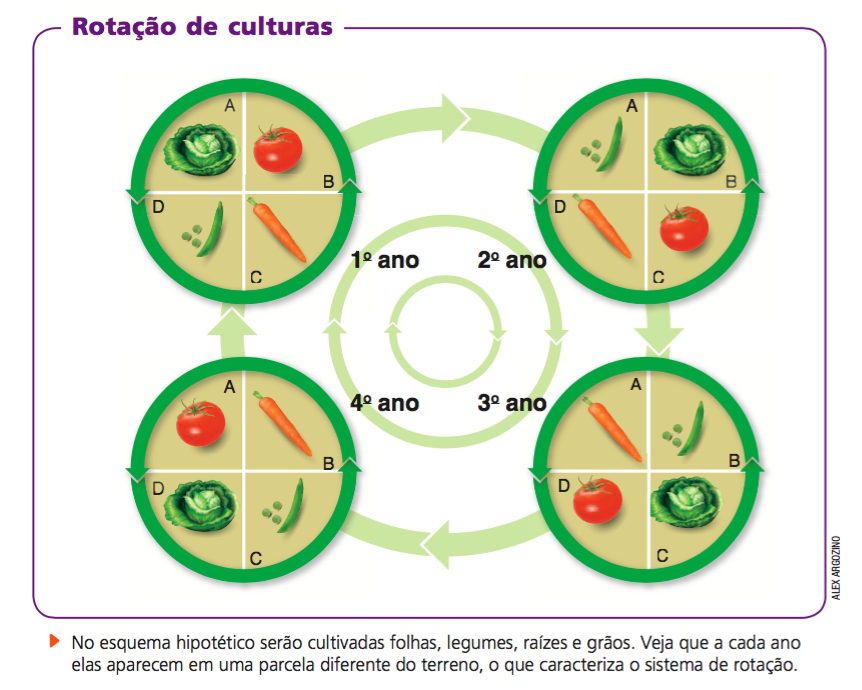 Rotação de culturas
A
B
D
C
A
B
D
C
1º ano
2º ano
4º ano
3º ano
A
B
D
C
A
B
D
C
ALEX ARGOZINO
No esquema hipotético serão cultivadas folhas, legumes, raízes e grãos. Veja que a cada ano
elas aparecem em uma parcela diferente do terreno, o que caracteriza o sistema de rotação.